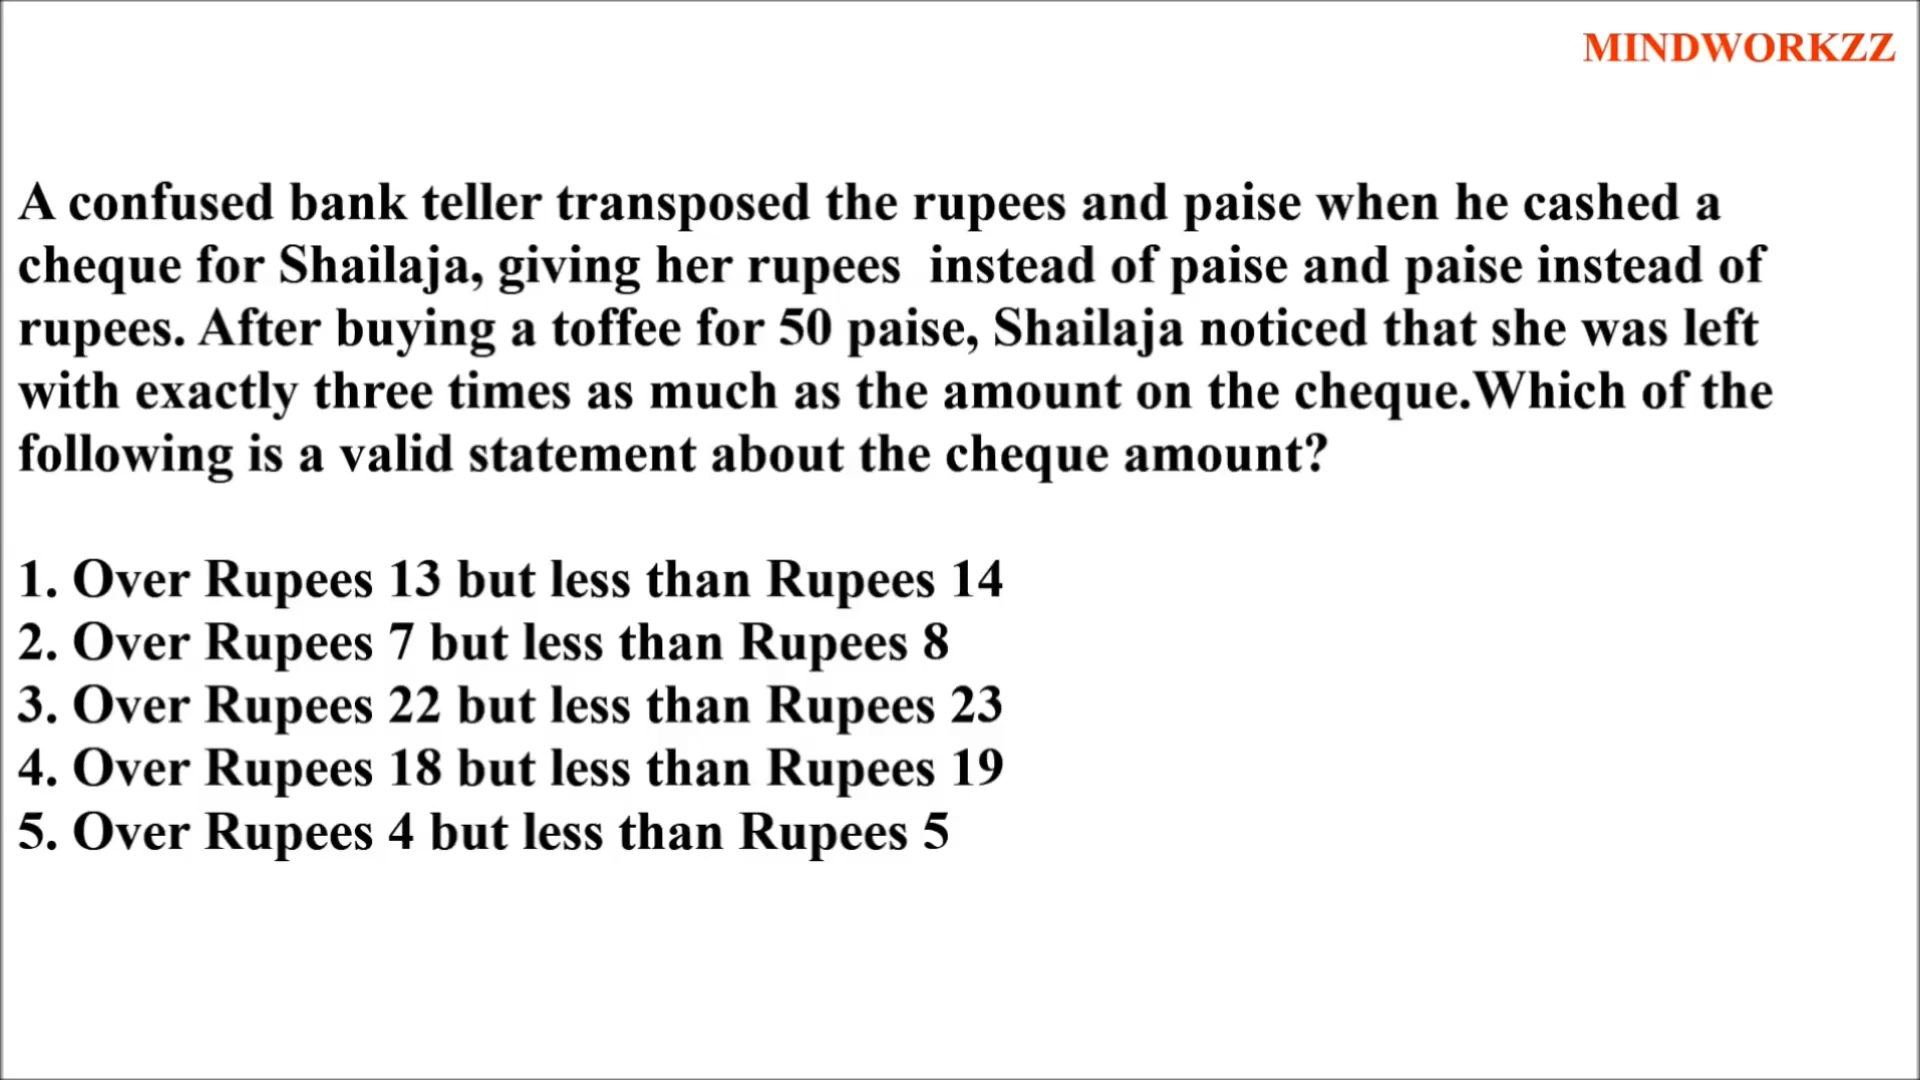 MINDWORKZZ
A confused bank teller transposed the rupees and paise when he cashed a
cheque for Shailaja, giving her rupees  instead of paise and paise instead of
rupees. After buying a toffee for 50 paise, Shailaja noticed that she was left
with exactly three times as much as the amount on the cheque.Which of the
following is a valid statement about the cheque amount?
1. Over Rupees 13 but less than Rupees 14
2. Over Rupees 7 but less than Rupees 8
3. Over Rupees 22 but less than Rupees 23
4. Over Rupees 18 but less than Rupees 19
5. Over Rupees 4 but less than Rupees 5